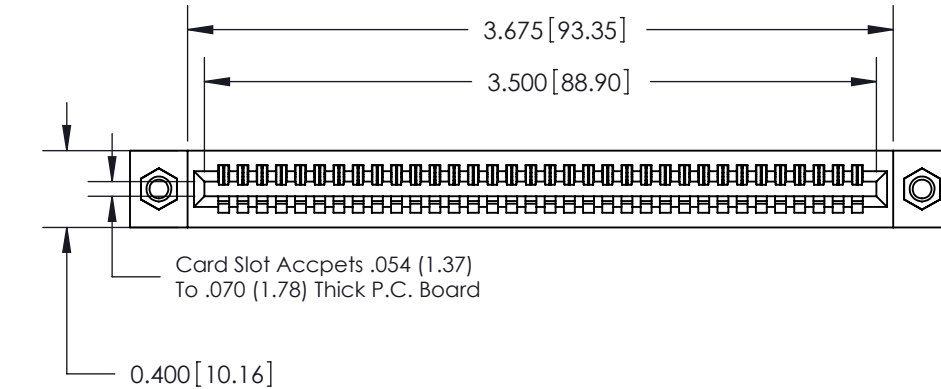 3.675[93.35]
3.500[88.90]
Card Slot Accpets .054 (1.37)
To .070 (1.78) Thick P.C. Board
0.400[10.16]